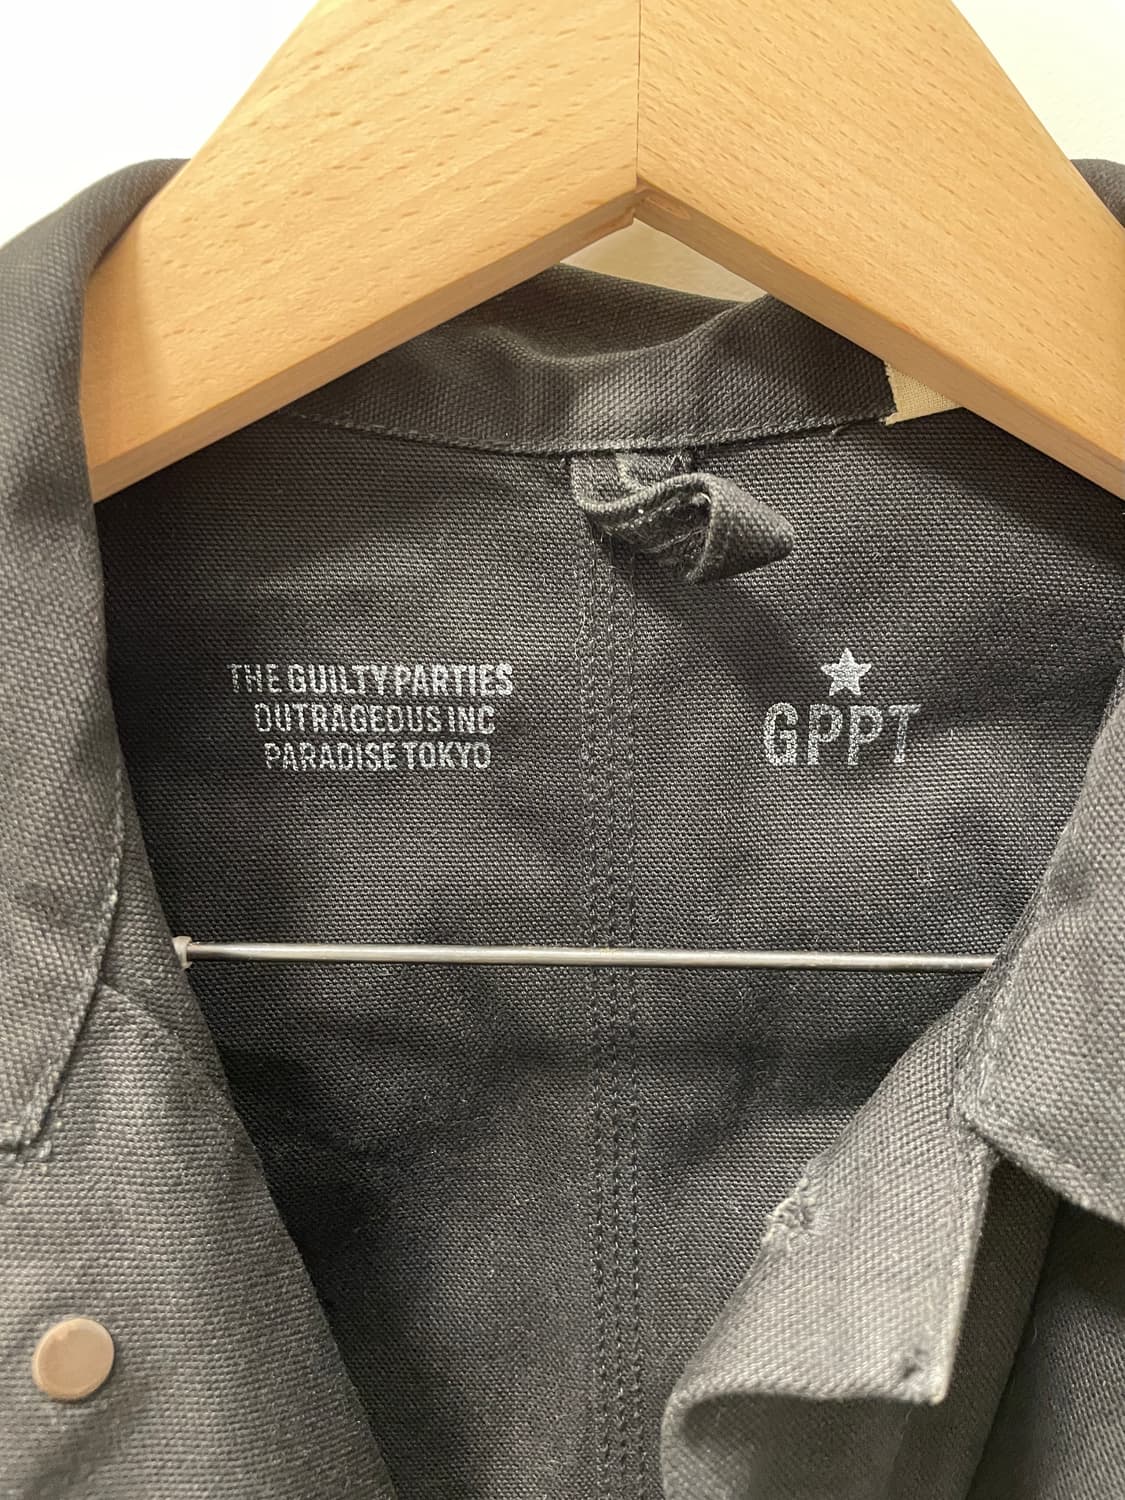 THE GUILTY PARTIES
OUTRAGEOUS INC
PARADISE TOKYO
GPPT